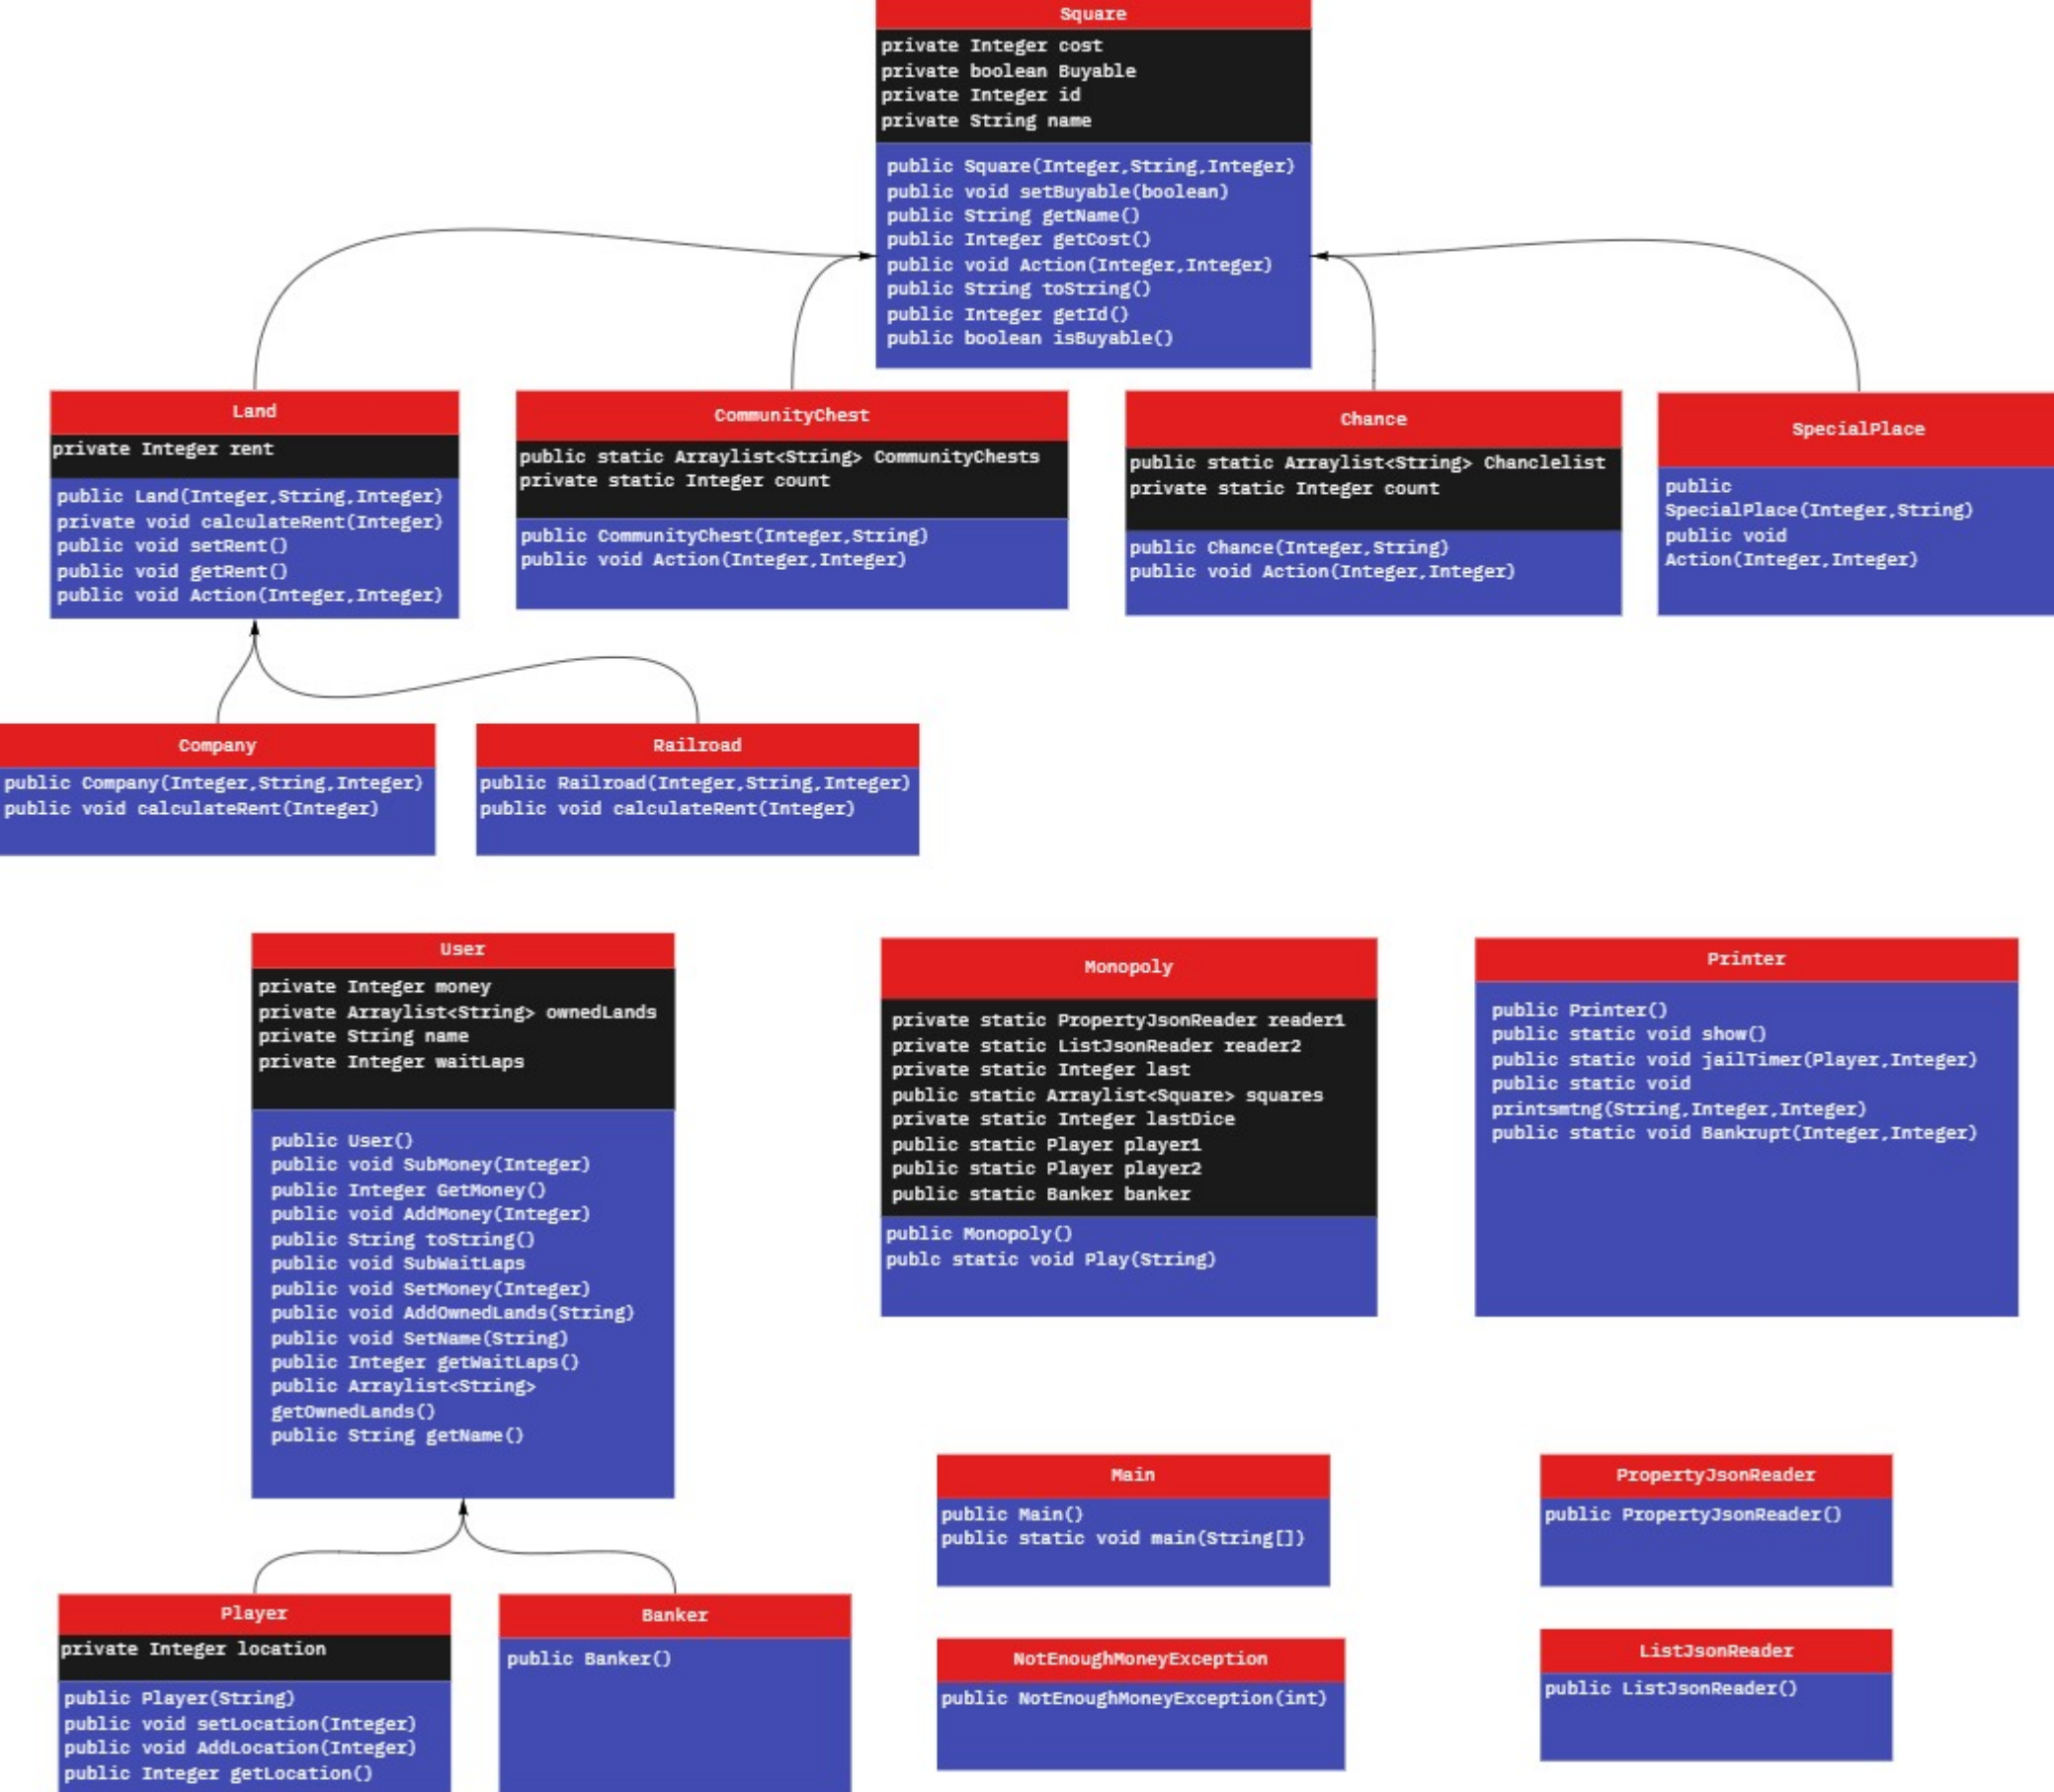 Square
private Integer cost
private boolean Buyable
private Integer id
private String name
public Square(Integer,String,Integer)
public void setBuyable(boolean)
public String getName()
public Integer getCost()
public void Action(Integer,Integer)
public String toString()
public Integer getId()
public boolean isBuyable()
Land
private Integer rent
public Land(Integer,String,Integer)
private void calculateRent(Integer)
public void setRent()
public void getRent()
public void Action(Integer,Integer)
CommunityChest
public static Arraylist<String> CommunityChests
private static Integer count
public CommunityChest(Integer,String)
public void Action(Integer,Integer)
Chance
public static Arraylist<String> Chanclelist
private static Integer count
public Chance(Integer,String)
public void Action(Integer,Integer)
SpecialPlace
public
SpecialPlace(Integer,String)
public void
Action(Integer,Integer)
Company
public Company(Integer,String,Integer)
public void calculateRent(Integer)
Railroad
public Railroad(Integer,String,Integer)
public void calculateRent(Integer)
User
private Integer money
private Arraylist<String> ownedLands
private String name
private Integer waitLaps
public User()
public void SubMoney(Integer)
public Integer GetMoney()
public void AddMoney(Integer)
public String toString()
public void SubWaitLaps
public void SetMoney(Integer)
public void AddOwnedLands(String)
public void SetName(String)
public Integer getWaitLaps()
public Arraylist<String>
getOwnedLands()
public String getName()
Monopoly
private static PropertyJsonReader reader1
private static ListJsonReader reader2
private static Integer last
public static Arraylist<Square> squares
private static Integer lastDice
public static Player player1
public static Player player2
public static Banker banker
public Monopoly()
publc static void Play(String)
Printer
public Printer()
public static void show()
public static void jailTimer(Player,Integer)
public static void
printsmtng(String,Integer,Integer)
public static void Bankrupt(Integer,Integer)
Main
public Main()
public static void main(String[])
PropertyJsonReader
public PropertyJsonReader()
Player
private Integer location
public Player(String)
public void setLocation(Integer)
public void AddLocation(Integer)
public Integer getLocation()
Banker
public Banker()
NotEnoughMoneyException
public NotEnoughMoneyException(int)
ListJsonReader
public ListJsonReader()